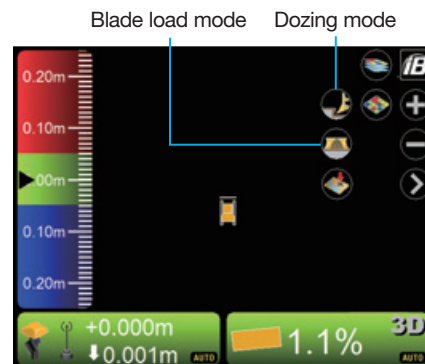 Blade load mode Dozing mode
0.20m
iB
0.10m
.00m
0.10m
0.20m
+0.000m
0.001m AUTO
1.1%
3D
AUTO